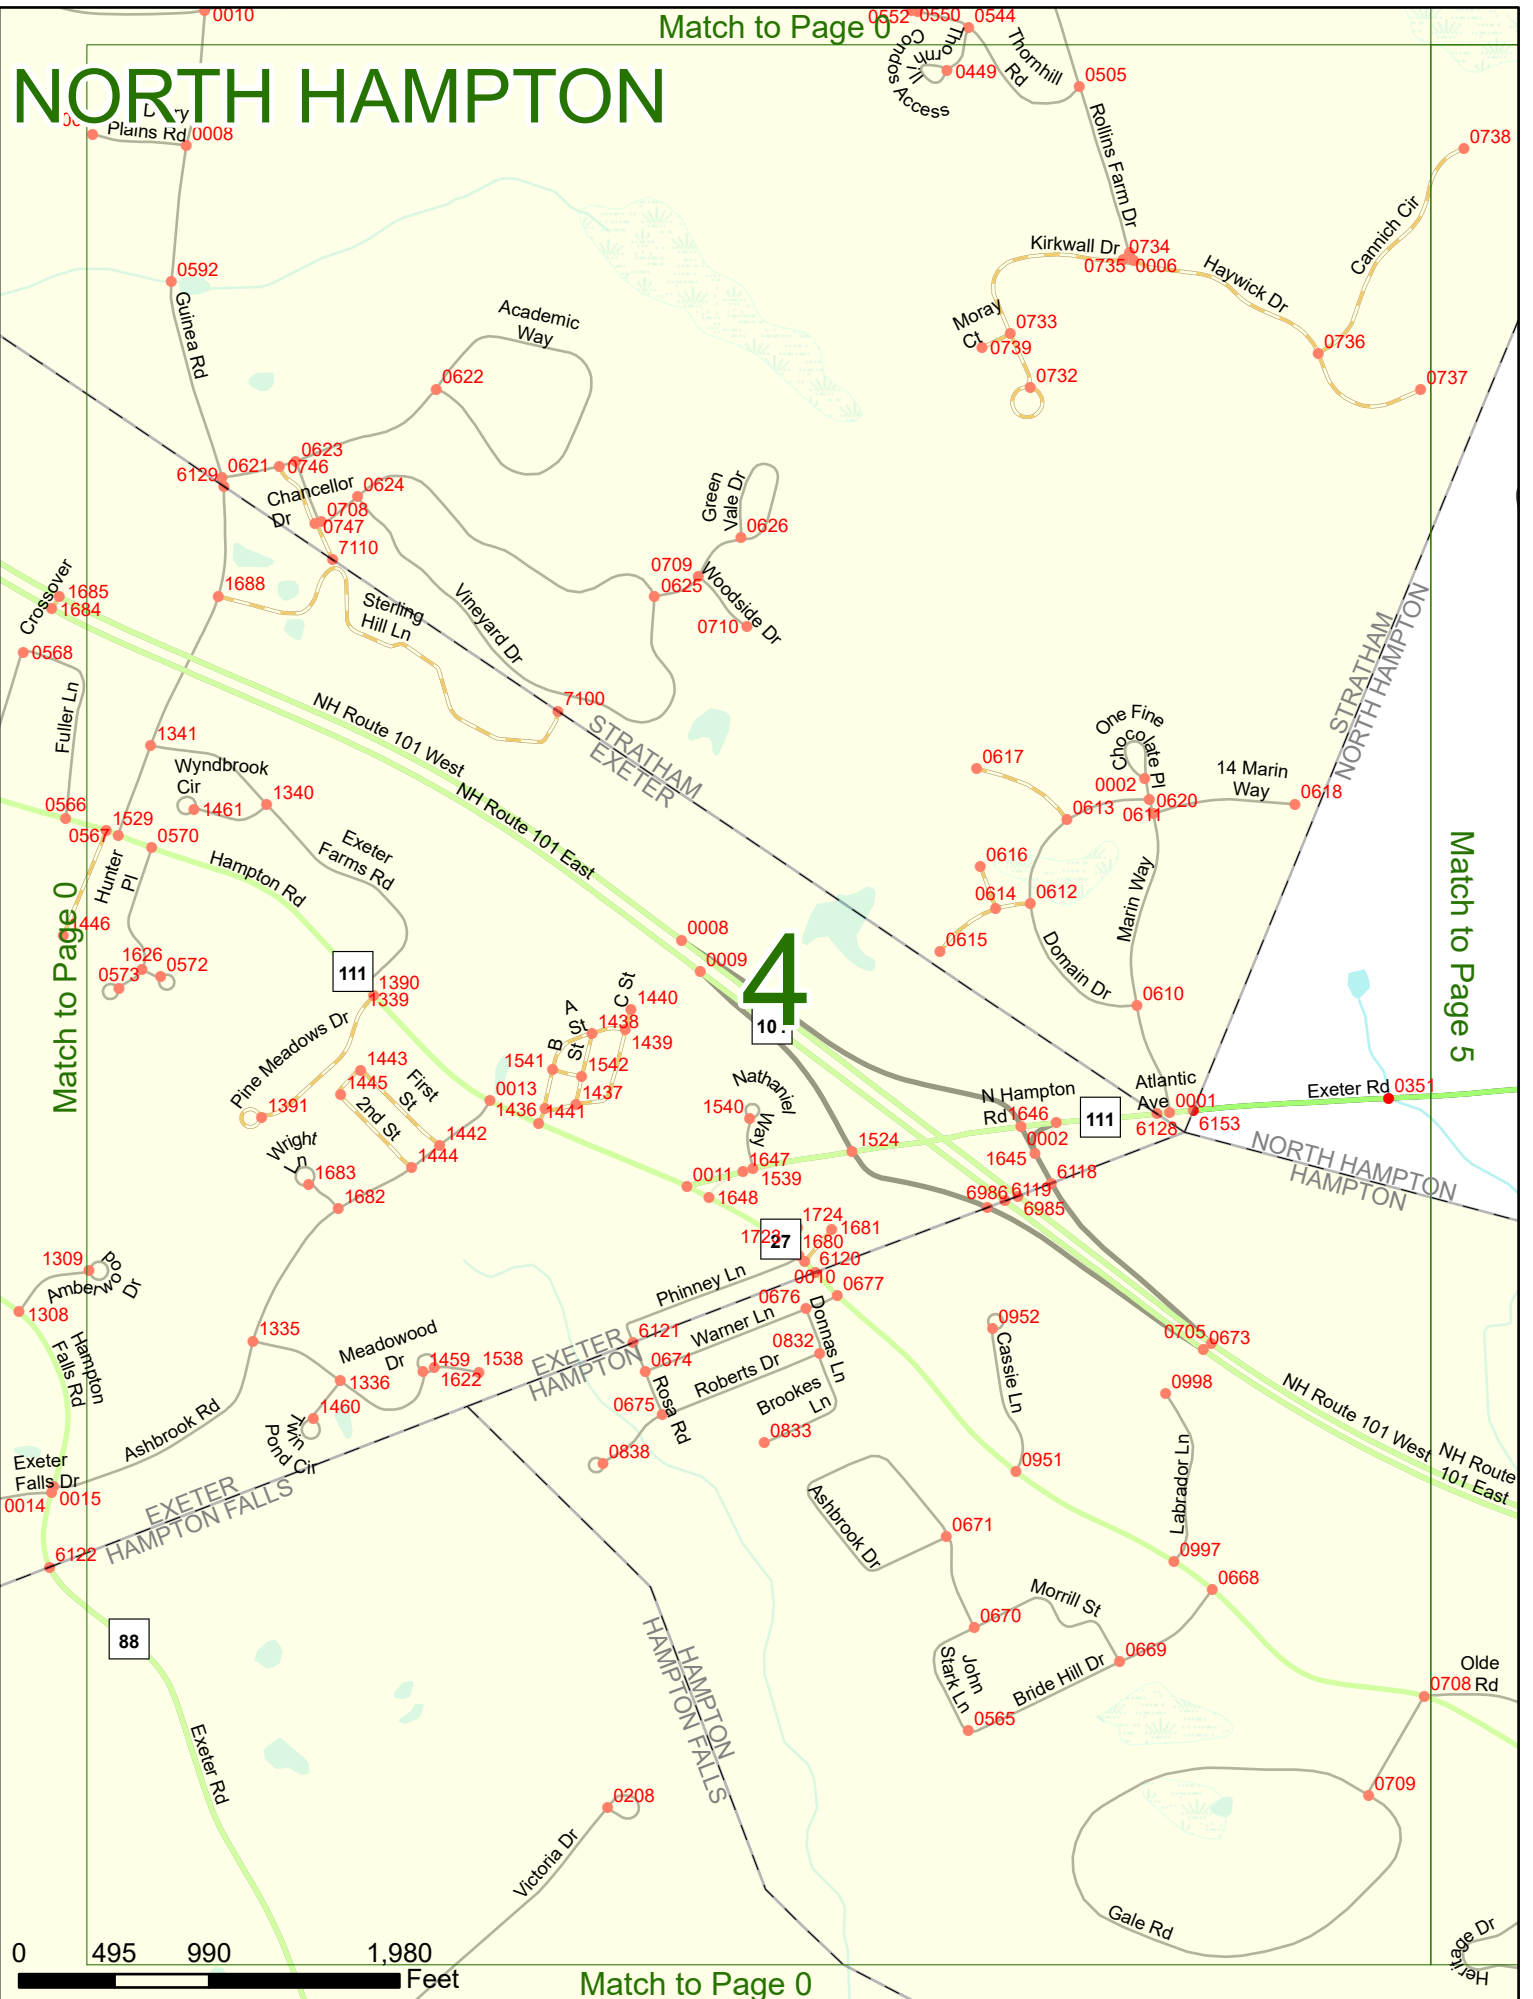 0010
Match to Page 0
0552
0550
0544
NORTH HAMPTON
Thornhill
Condos Access
0449
Thornhill
Rd
0505
Plains Rd
0008
Rollins Farm Dr
0738
Cannich Cir
Kirkwall Dr
0734
0735
0006
Haywick Dr
0592
Guinea Rd
Academic
Way
Moray
Ct
0733
0739
0732
0736
0737
0622
0623
0621
0746
6129
Chancellor
Dr
0624
0708
0747
7110
Green
Vale Dr
0626
0709
0625
Woodside Dr
0710
Crossover
1685
1684
1688
Sterling
Hill Ln
Vineyard Dr
0568
Fuller Ln
7100
STRATHAM
EXETER
STRATHAM
NORTH HAMPTON
NH Route 101 West
NH Route 101 East
1341
Wyndbrook
Cir
1461
1340
0566
0567
1529
0570
Hunter
Pl
Hampton Rd
Exeter
Farms Rd
One Fine
Chocolate Pl
0617
0002
0620
0611
0613
14 Marin
Way
0618
0616
0614
0612
0615
Marin Way
Domain Dr
0610
Match to Page 5
Match to Page 0
1446
1626
0573
0572
111
1390
1339
0008
0009
4
Pine Meadows Dr
1391
1443
1445
First
St
2nd St
1442
1444
A
St
B
St
C St
1440
1438
1439
1541
1542
1437
1436
1441
0013
Nathaniel
Way
1540
1647
1539
0011
1648
1524
N Hampton
Rd
1646
0002
1645
111
Atlantic
Ave
0001
6128
6153
Exeter Rd
0351
NORTH HAMPTON
HAMPTON
6118
6119
6986
6985
Wright
Ln
1683
1682
1724
1681
27
1680
6120
0010
0677
0676
Phinney Ln
Warner Ln
Donnas Ln
0832
1309
Amberwood
Dr
1308
Hampton
Falls Rd
1335
Meadowood
Dr
1459
1622
1538
1336
1460
Twin
Pond Cir
EXETER
HAMPTON
6121
0674
Roberts Dr
0675
Rosa Rd
Brookes
Ln
0833
0838
0952
Cassie Ln
0951
0705
0673
0998
NH Route 101 West
NH Route
101 East
Labrador Ln
0997
Ashbrook Rd
Exeter
Falls Dr
0014
0015
EXETER
HAMPTON FALLS
6122
88
Exeter Rd
Ashbrook Dr
0671
0668
Morrill St
0670
0669
John
Stark Ln
Bride Hill Dr
0565
HAMPTON
HAMPTON FALLS
Olde
Rd
0708
0709
Gale Rd
0208
Victoria Dr
Heritage Dr
0
495
990
1,980
Feet
Match to Page 0